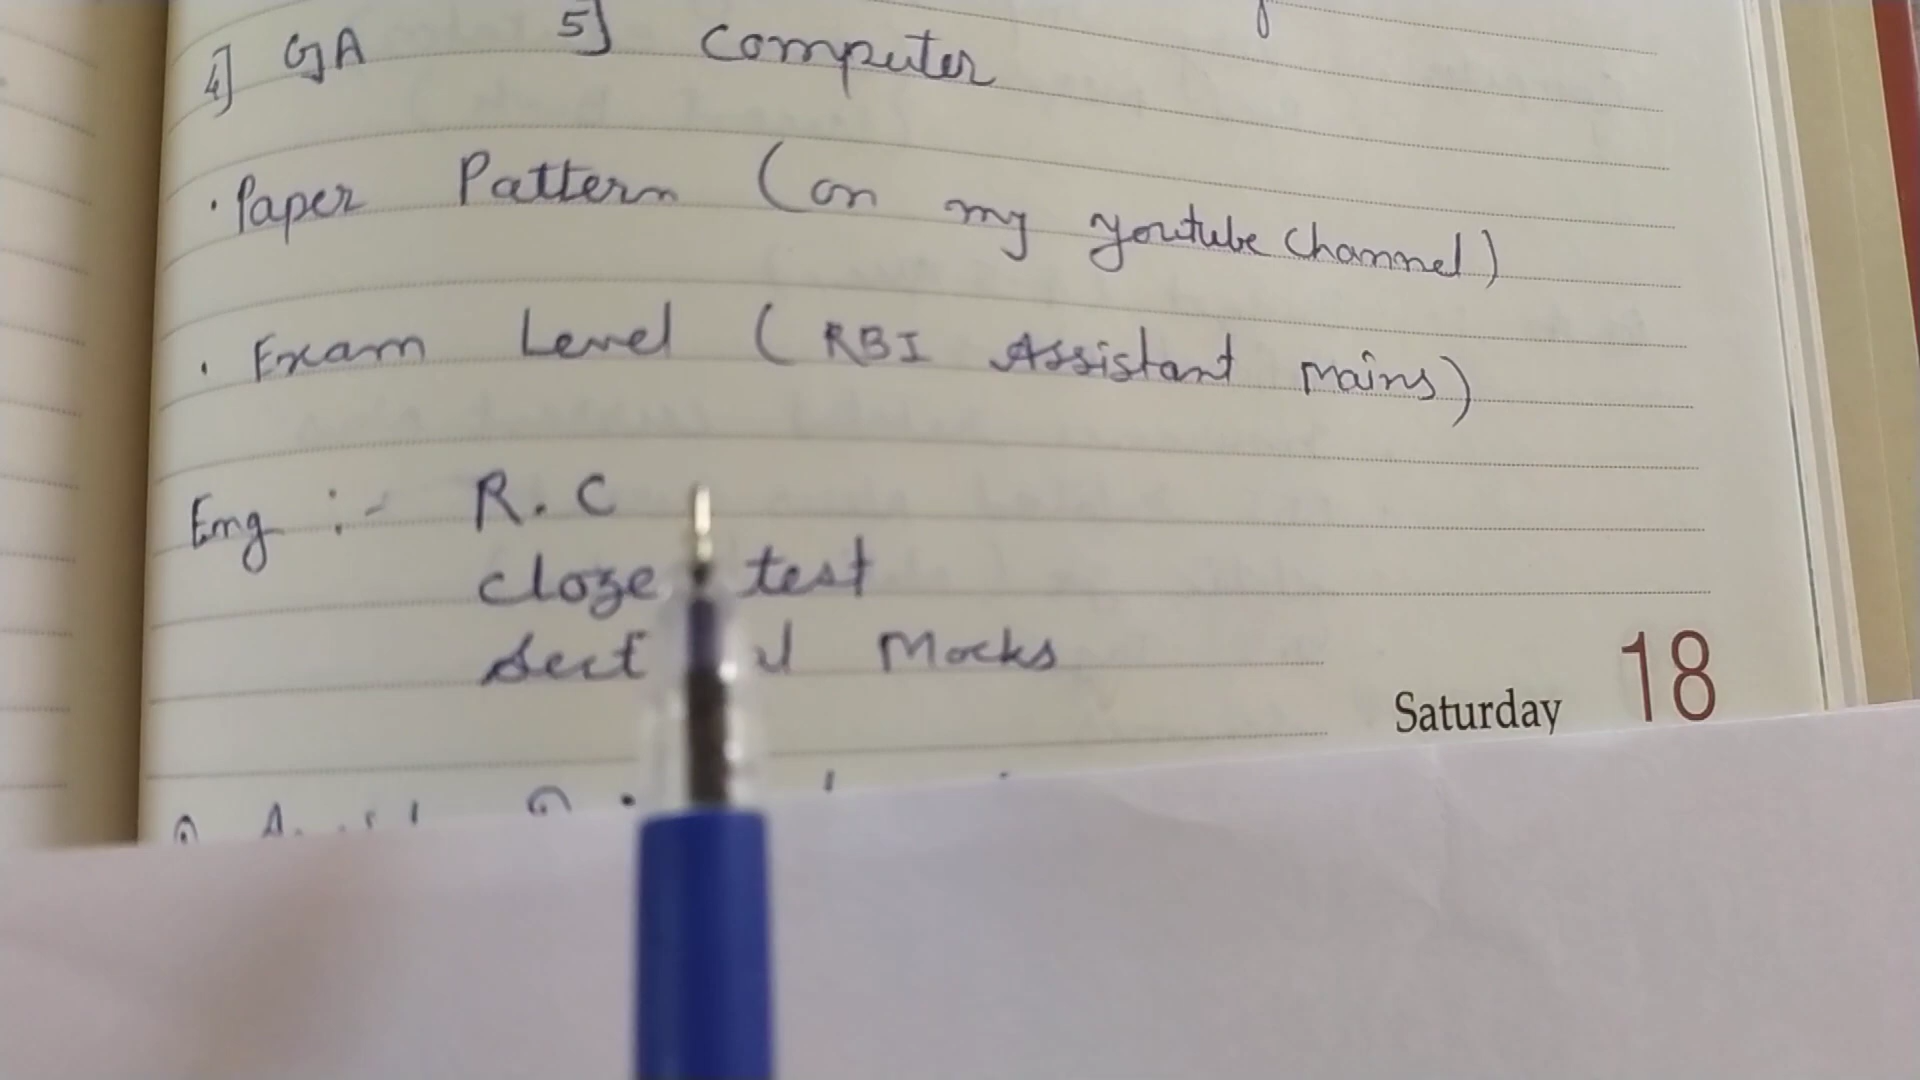 4] GA 5] Computer
· Paper Pattern (on my youtube channel)
· Exam Level (RBI Assistant mains)
Eng :- R.C
cloze test
Mocks
Saturday 18